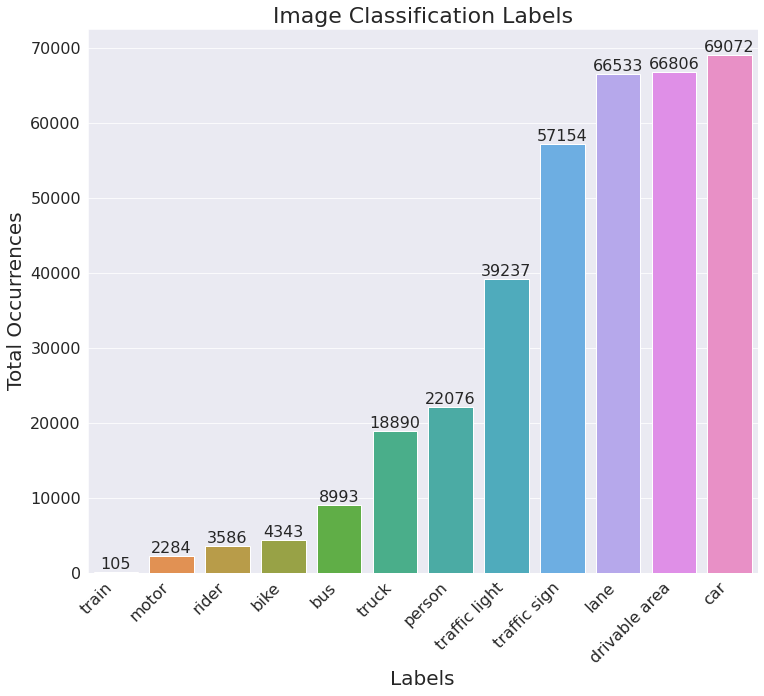 Image Classification Labels
Total Occurrences
70000
60000
50000
40000
30000
20000
10000
0
105
2284
3586
4343
8993
18890
22076
39237
57154
66533
66806
69072
train
motor
rider
bike
bus
truck
person
traffic light
traffic sign
lane
drivable area
car
Labels